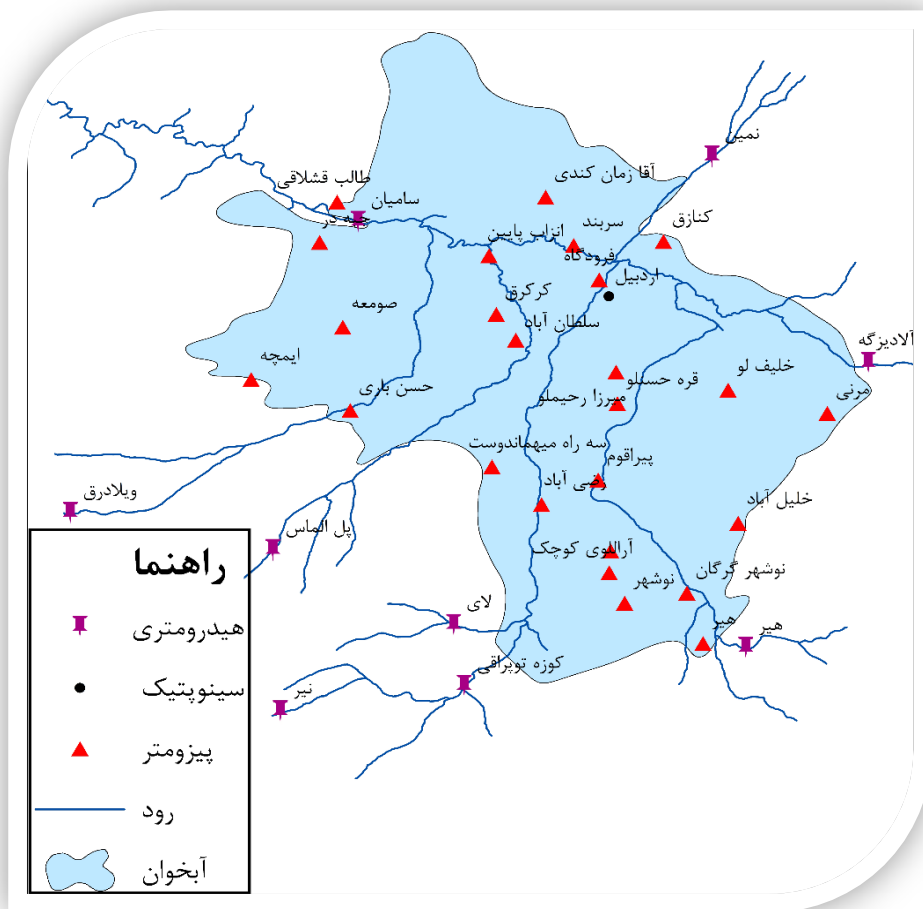 نمین
آقا زمان کندی
طالب قشلاقی
سامیان
کنازق
سربند
انزاب پایین
فرودگاه
اردبیل
کرکرق
صومعه
سلطان آباد
آلادیزگه
ایمچه
خلیف لو
قره حسنلو
حسن باری
میرزا رحیملو
مرنی
سه راه میهماندوست
پیراقوم
رضی آباد
ویلادرق
خلیل آباد
پل الماس
آراللوی کوچک
نوشهر گرگان
نوشهر
لای
هیر
هیر
کوزه توپراقی
نیر
راهنما
هیدرومتری
سینوپتیک
پیزومتر
رود
آبخوان